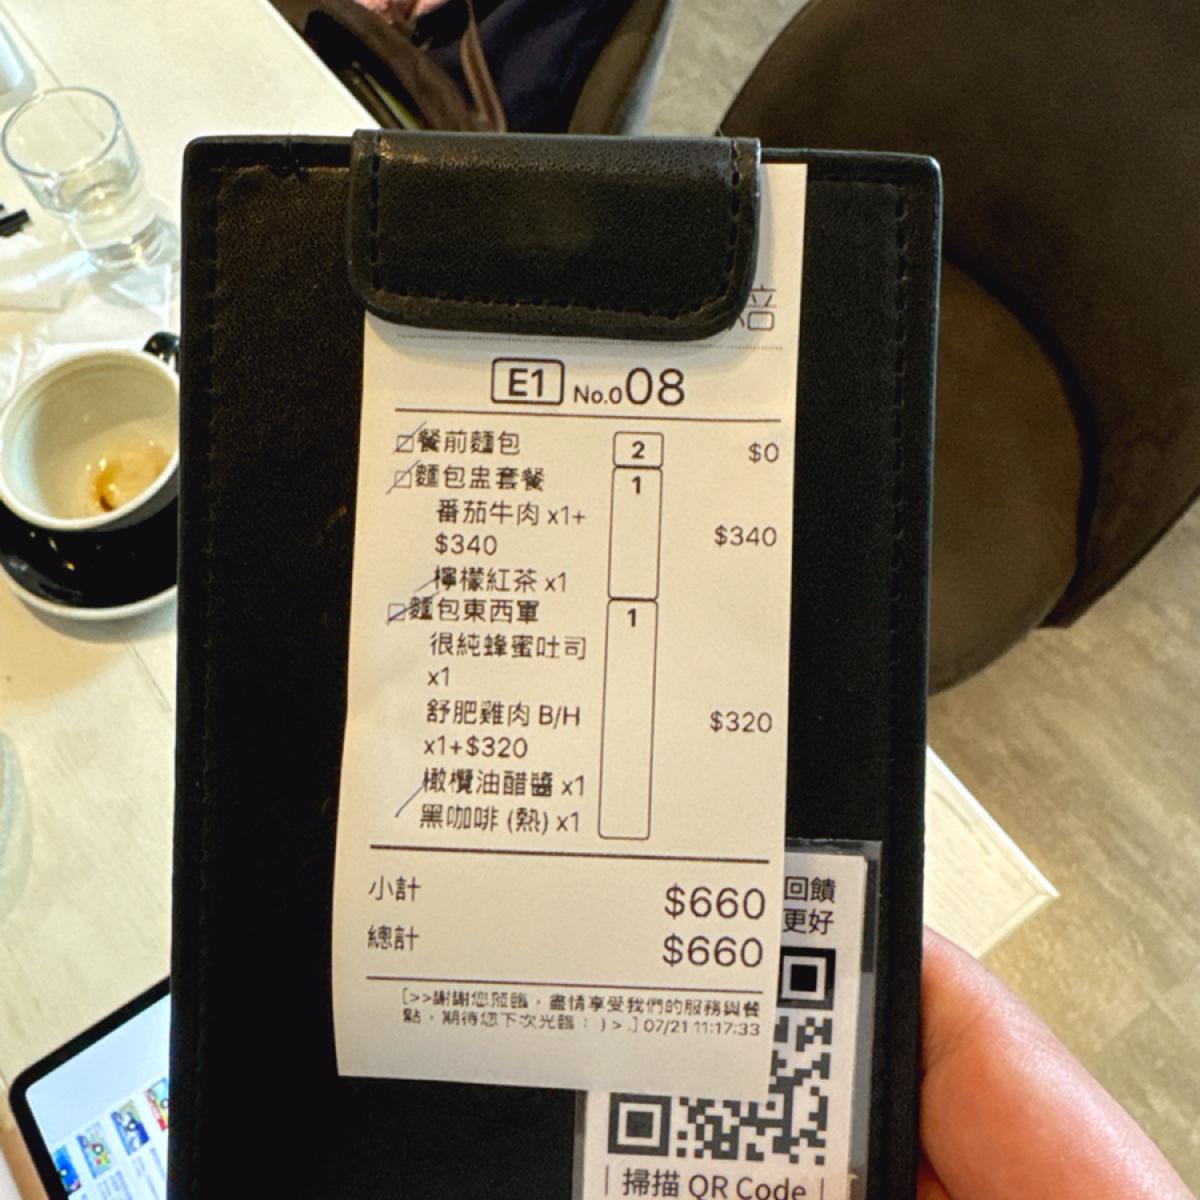 焙
E1 No.008
餐前麵包 2 $0
麵包盅套餐 1
番茄牛肉 x1+
$340 $340
檸檬紅茶 x1
麵包東西軍 1
很純蜂蜜吐司
x1
舒肥雞肉 B/H $320
x1+$320
橄欖油醋醬 x1
黑咖啡 (熱) x1
小計 $660
總計 $660
[>>謝謝您蒞臨，盡情享受我們的服務與餐
點，期待您下次光臨：)>.] 07/21 11:17:33
回饋
更好
掃描 QR Code